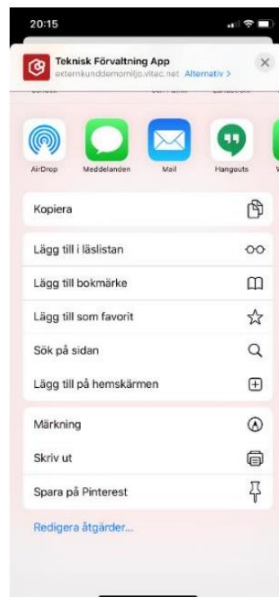 20:15
Teknisk Förvaltning App
externkunddemomiljo.vitec.net Alternativ >
AirDrop Meddelanden Mail Hangouts
Kopiera
Lägg till i läslistan
Lägg till bokmärke
Lägg till som favorit
Sök på sidan
Lägg till på hemskärmen
Märkning
Skriv ut
Spara på Pinterest
Redigera åtgärder...